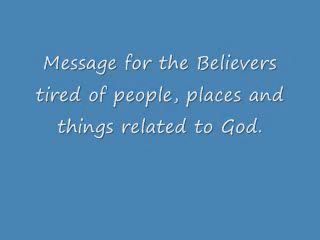 Message for the Believers
tired of people, places and
things related to God.